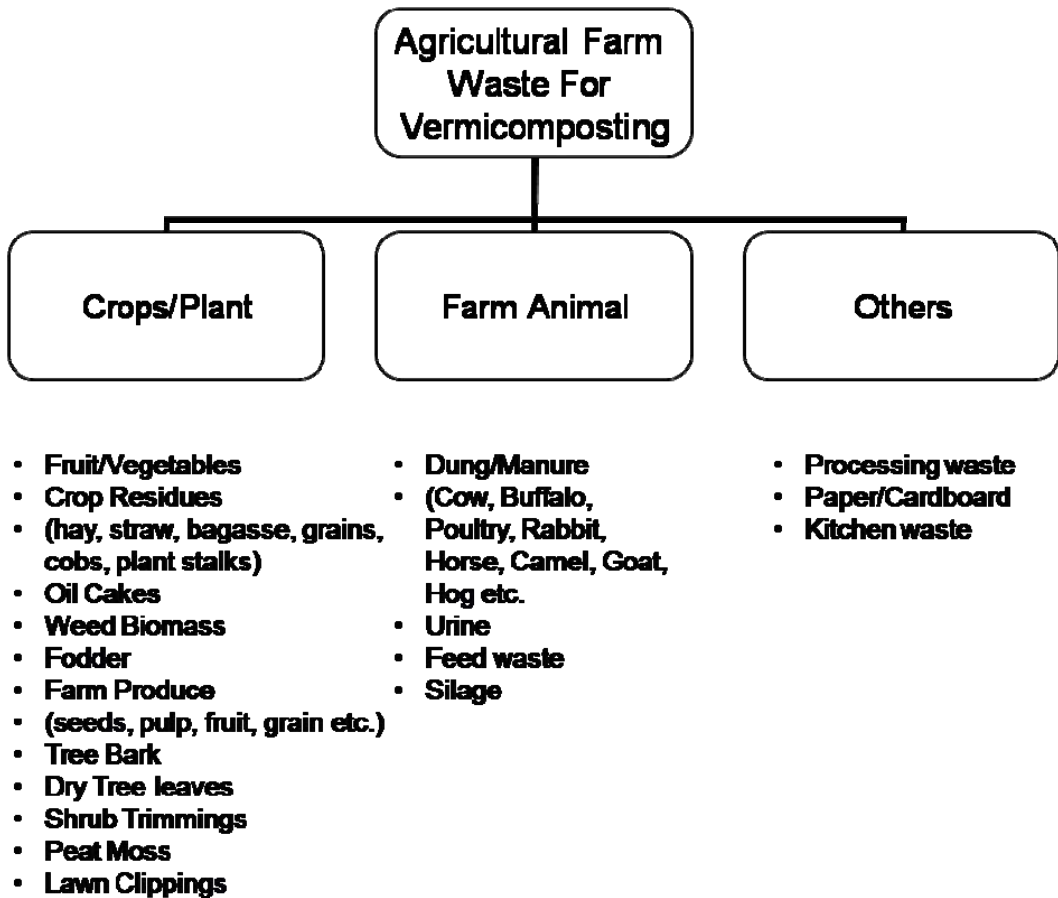 Agricultural Farm
Waste For
Vermicomposting
Crops/Plant
Farm Animal
Others
• Fruit/Vegetables
• Crop Residues
• (hay, straw, bagasse, grains,
cobs, plant stalks)
• Oil Cakes
• Weed Biomass
• Fodder
• Farm Produce
• (seeds, pulp, fruit, grain etc.)
• Tree Bark
• Dry Tree leaves
• Shrub Trimmings
• Peat Moss
• Lawn Clippings
• Dung/Manure
• (Cow, Buffalo,
Poultry, Rabbit,
Horse, Camel, Goat,
Hog etc.
• Urine
• Feed waste
• Silage
• Processing waste
• Paper/Cardboard
• Kitchen waste